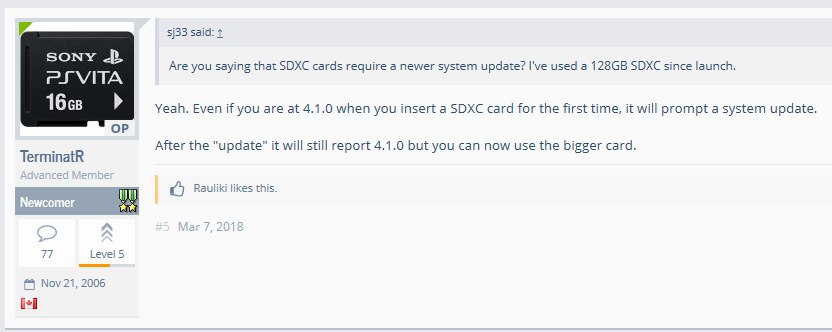 sj33 said: ↑
Are you saying that SDXC cards require a newer system update? I've used a 128GB SDXC since launch.
SONY
PSVITA
16GB
OP
TerminatR
Advanced Member
Newcomer
77
Level 5
Nov 21, 2006
Yeah. Even if you are at 4.1.0 when you insert a SDXC card for the first time, it will prompt a system update.
After the "update" it will still report 4.1.0 but you can now use the bigger card.
Rauliki likes this.
#5 Mar 7, 2018